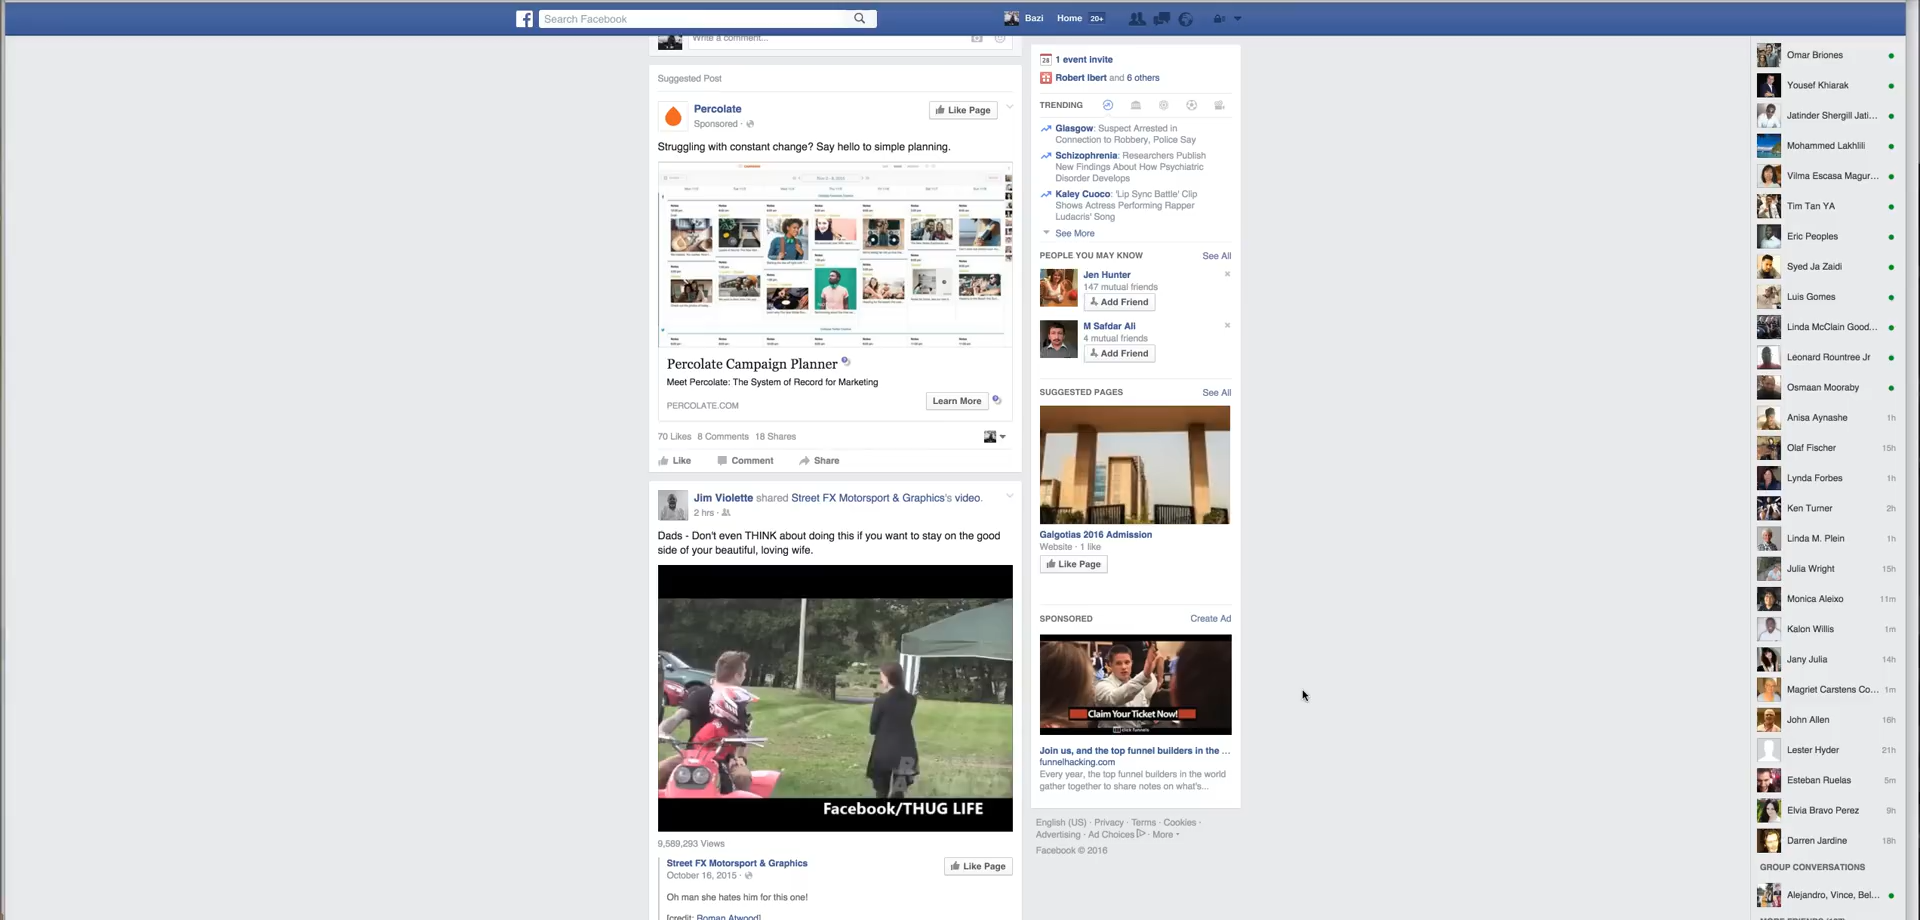 Search Facebook
Bazi
Home 20+
Write a comment...
Suggested Post
Percolate
Sponsored ·
Like Page
Struggling with constant change? Say hello to simple planning.
Percolate Campaign Planner
Meet Percolate: The System of Record for Marketing
PERCOLATE.COM
Learn More
70 Likes 8 Comments 18 Shares
Like Comment Share
Jim Violette shared Street FX Motorsport & Graphics's video.
2 hrs ·
Dads - Don't even THINK about doing this if you want to stay on the good
side of your beautiful, loving wife.
Facebook/THUG LIFE
9,589,293 Views
Street FX Motorsport & Graphics
October 16, 2015 ·
Like Page
Oh man she hates him for this one!
[credit: Roman Atwood]
28
1 event invite
Robert Ibert and 6 others
TRENDING
Glasgow: Suspect Arrested in
Connection to Robbery, Police Say
Schizophrenia: Researchers Publish
New Findings About How Psychiatric
Disorder Develops
Kaley Cuoco: 'Lip Sync Battle' Clip
Shows Actress Performing Rapper
Ludacris' Song
See More
PEOPLE YOU MAY KNOW See All
Jen Hunter
147 mutual friends
Add Friend
M Safdar Ali
4 mutual friends
Add Friend
SUGGESTED PAGES See All
Galgotias 2016 Admission
Website · 1 like
Like Page
SPONSORED Create Ad
Claim Your Ticket Now!
click funnels
Join us, and the top funnel builders in the ...
funnelhacking.com
Every year, the top funnel builders in the world
gather together to share notes on what's...
English (US) · Privacy · Terms · Cookies ·
Advertising · Ad Choices · More
Facebook © 2016
Omar Briones
Yousef Khiarak
Jatinder Shergill Jati...
Mohammed Lakhlili
Vilma Escasa Magur...
Tim Tan YA
Eric Peoples
Syed Ja Zaidi
Luis Gomes
Linda McClain Good...
Leonard Rountree Jr
Osmaan Mooraby
Anisa Aynashe 1h
Olaf Fischer 15h
Lynda Forbes 1h
Ken Turner 2h
Linda M. Plein 1h
Julia Wright 15h
Monica Aleixo 11m
Kalon Willis 1m
Jany Julia 14h
Magriet Carstens Co... 1m
John Allen 16h
Lester Hyder 21h
Esteban Ruelas 5m
Elvia Bravo Perez 9h
Darren Jardine 18h
GROUP CONVERSATIONS
Alejandro, Vince, Bel...